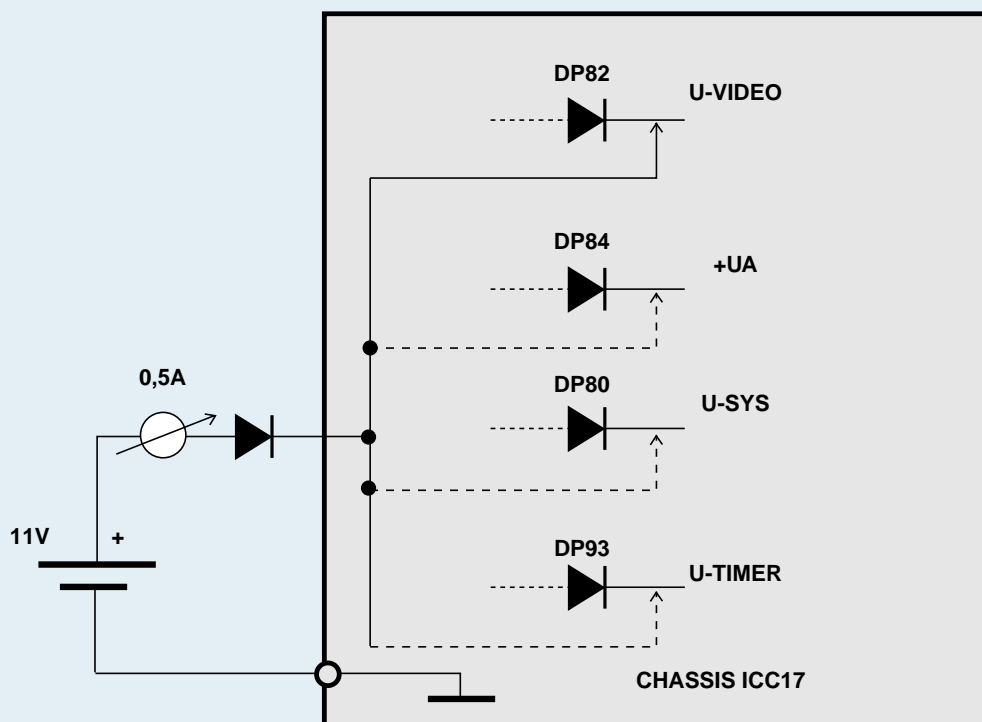 DP82
U-VIDEO
DP84
+UA
0,5A
DP80
U-SYS
11V +
DP93
U-TIMER
CHASSIS ICC17